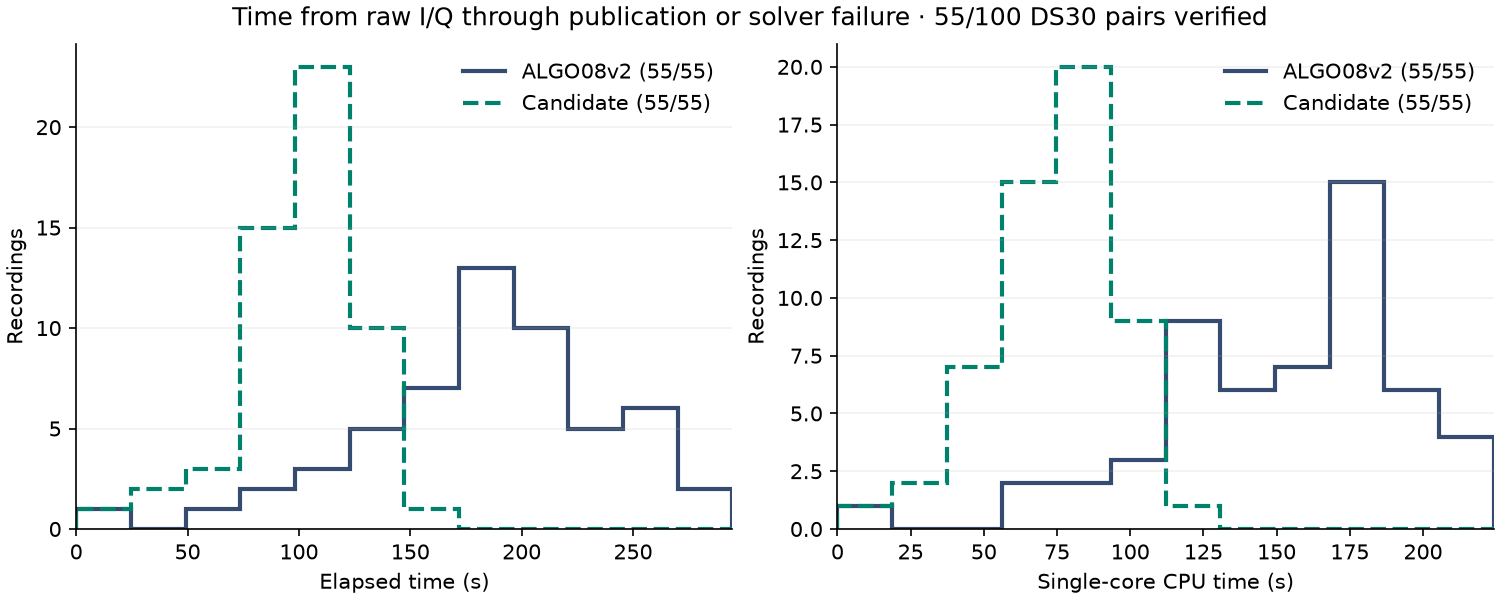 Time from raw I/Q through publication or solver failure · 55/100 DS30 pairs verified
ALGO08v2 (55/55)
Candidate (55/55)
Recordings
20
15
10
5
0
0 50 100 150 200 250
Elapsed time (s)
ALGO08v2 (55/55)
Candidate (55/55)
Recordings
20.0
17.5
15.0
12.5
10.0
7.5
5.0
2.5
0.0
0 25 50 75 100 125 150 175 200
Single-core CPU time (s)